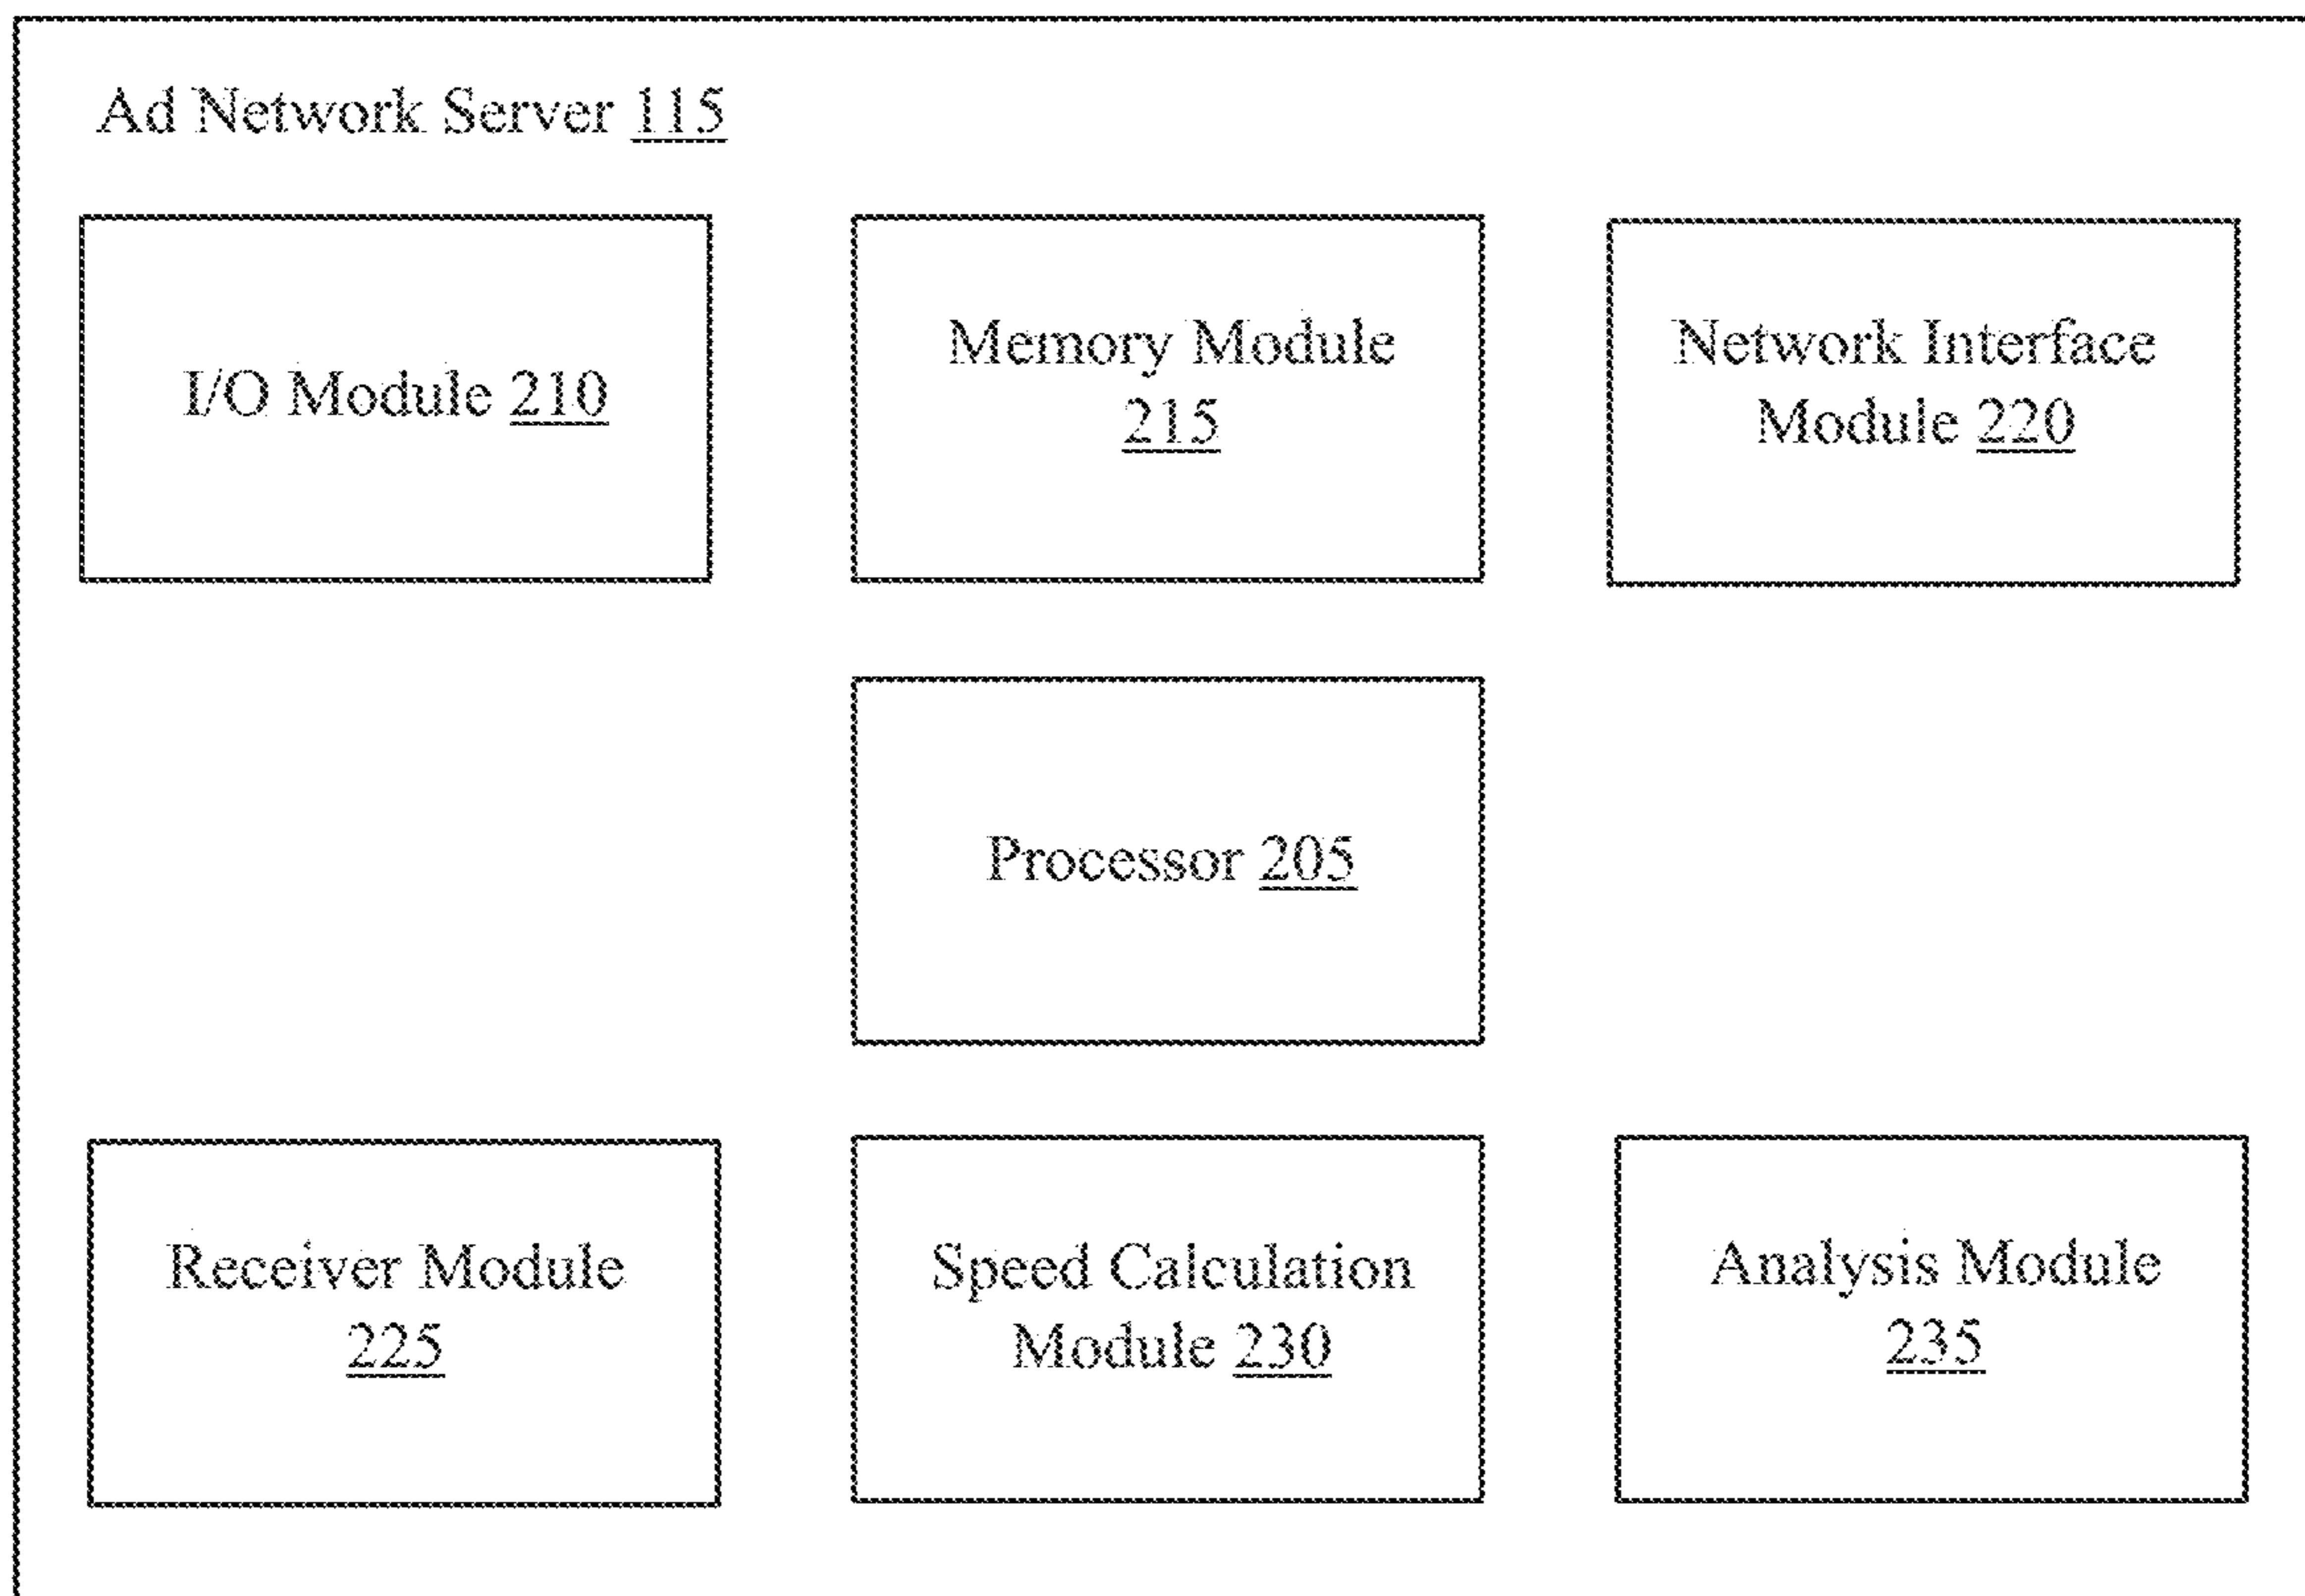 Ad Network Server 115
I/O Module 210
Memory Module
215
Network Interface
Module 220
Processor 205
Receiver Module
225
Speed Calculation
Module 230
Analysis Module
235